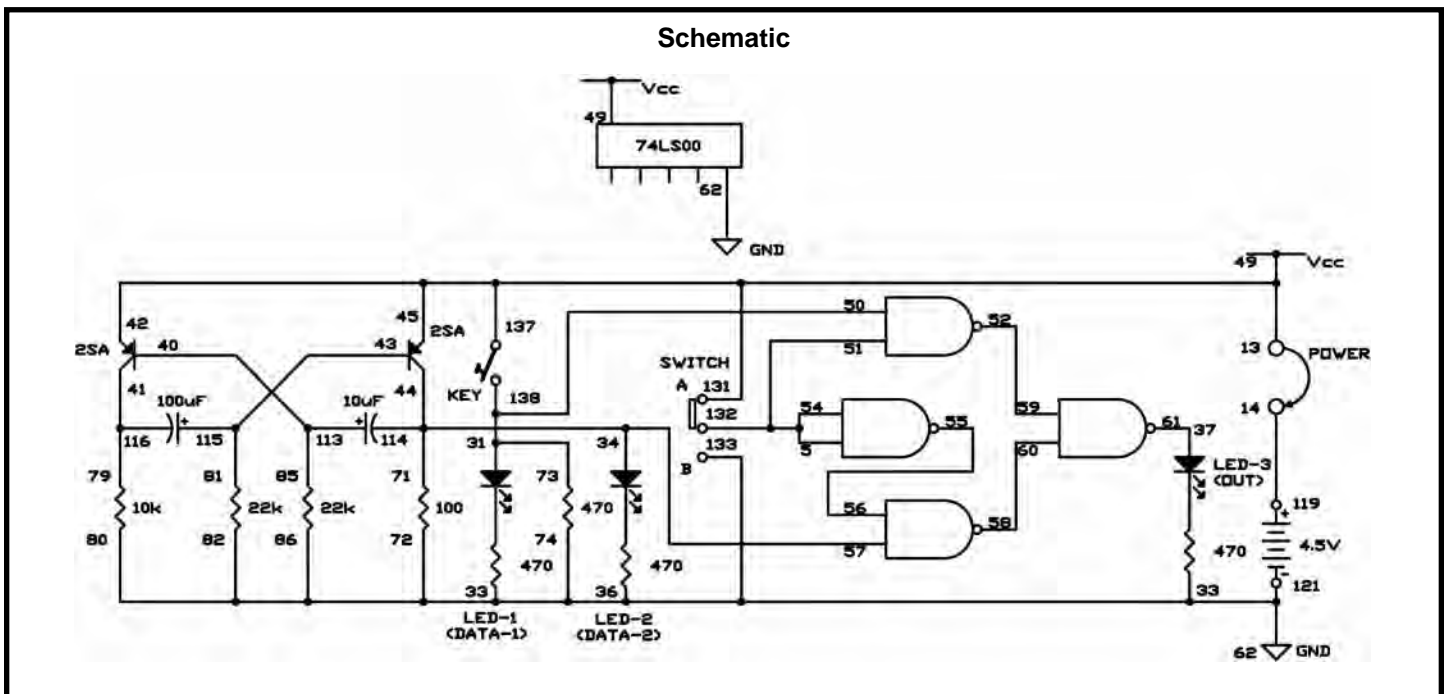 Schematic
Vcc
49
74LS00
62
GND
49 Vcc
42 45 137 50 52
2SA 40 43 2SA 51 13 POWER
SWITCH
A 131
41 44 KEY 138 132 54 55 59 61 37 14
100uF 10uF
+ +
116 115 113 114 31 34 133 5 60 LED-3
(OUT)
B
79 81 85 71 73 56 58 119
+
10k 22k 22k 100 470 57 470 4.5V
80 82 86 72 74
470 470 -
33 36 33 121
LED-1 LED-2
(DATA-1) (DATA-2)
62 GND